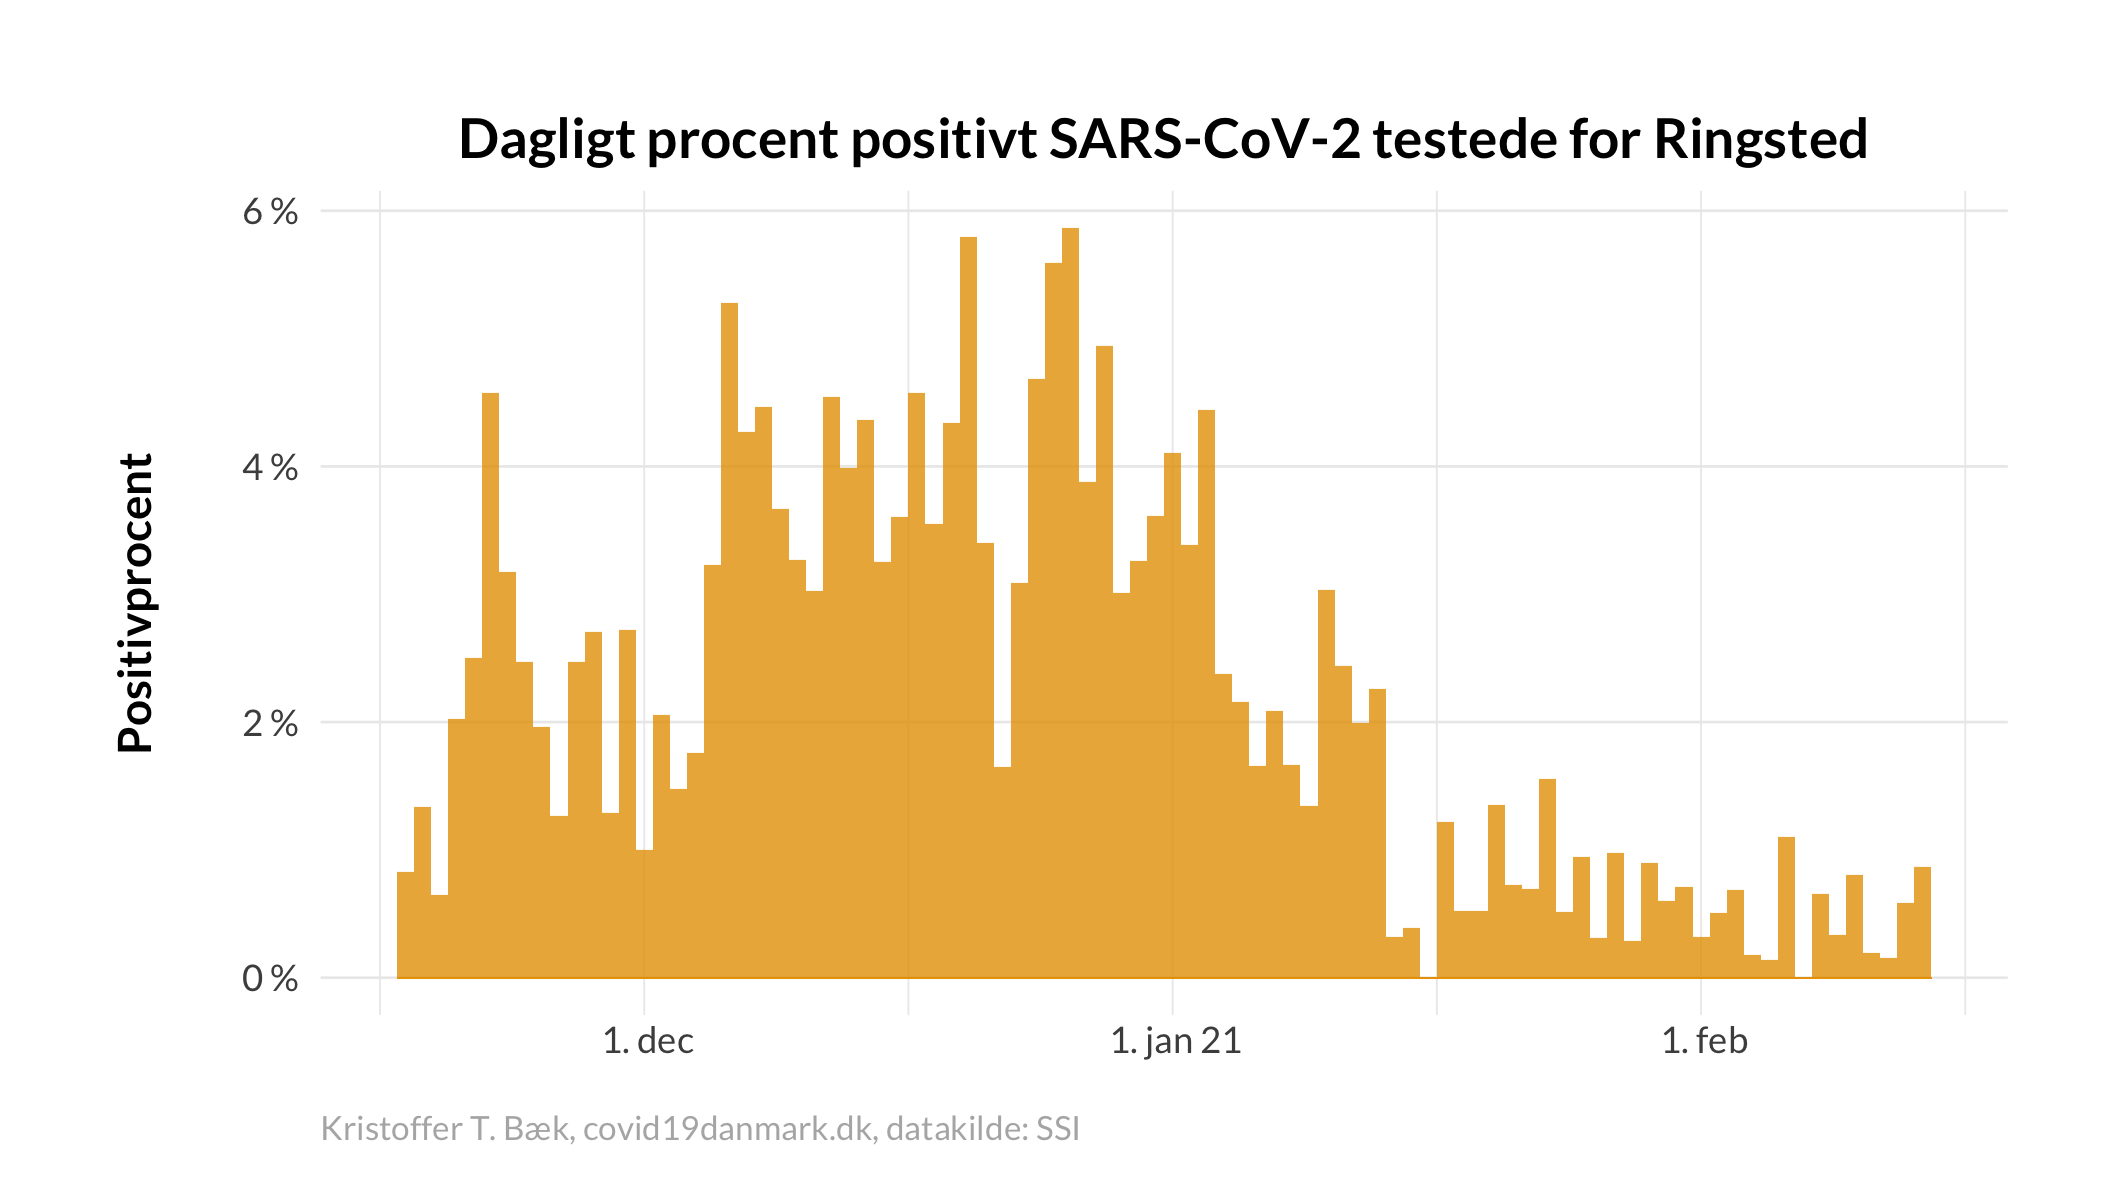 Dagligt procent positivt SARS-CoV-2 testede for Ringsted
Positivprocent
6 %
4 %
2 %
0 %
1. dec
1. jan 21
1. feb
Kristoffer T. Bæk, covid19danmark.dk, datakilde: SSI